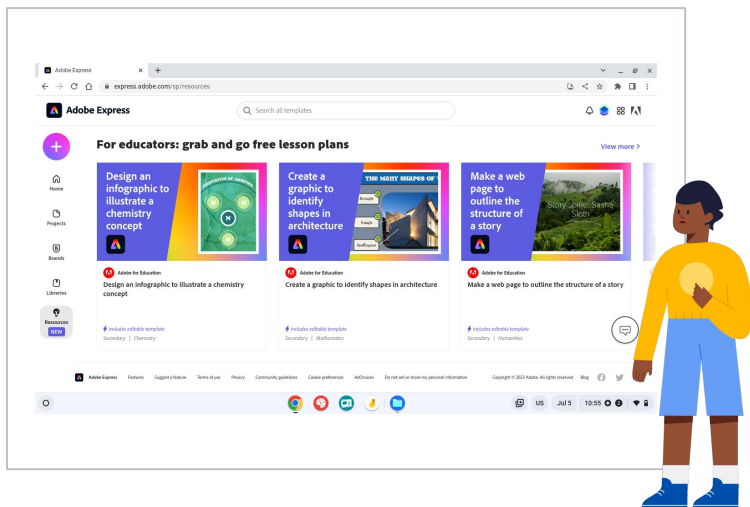 Adobe Express
express.adobe.com/sp/resources
Adobe Express
Search all templates
For educators: grab and go free lesson plans
View more >
Home
Projects
Brands
Libraries
Resources
NEW
Design an
infographic to
illustrate a
chemistry
concept
N
Adobe for Education
Design an infographic to illustrate a chemistry
concept
Includes editable template
Secondary | Chemistry
Create a
graphic to
identify
shapes in
architecture
THE MANY SHAPES OF
Rectangle
Triangle
Adobe for Education
Create a graphic to identify shapes in architecture
Includes editable template
Secondary | Mathematics
Make a web
page to
outline the
structure of
a story
Story spine: Sasha
Sloth
Adobe for Education
Make a web page to outline the structure of a story
Includes editable template
Secondary | Humanities
Adobe Express Features Suggest a feature Terms of use Privacy Community guidelines Cookie preferences AdChoices Do not sell or share my personal information Copyright © 2023 Adobe. All rights reserved Blog
US Jul 5 10:55 2